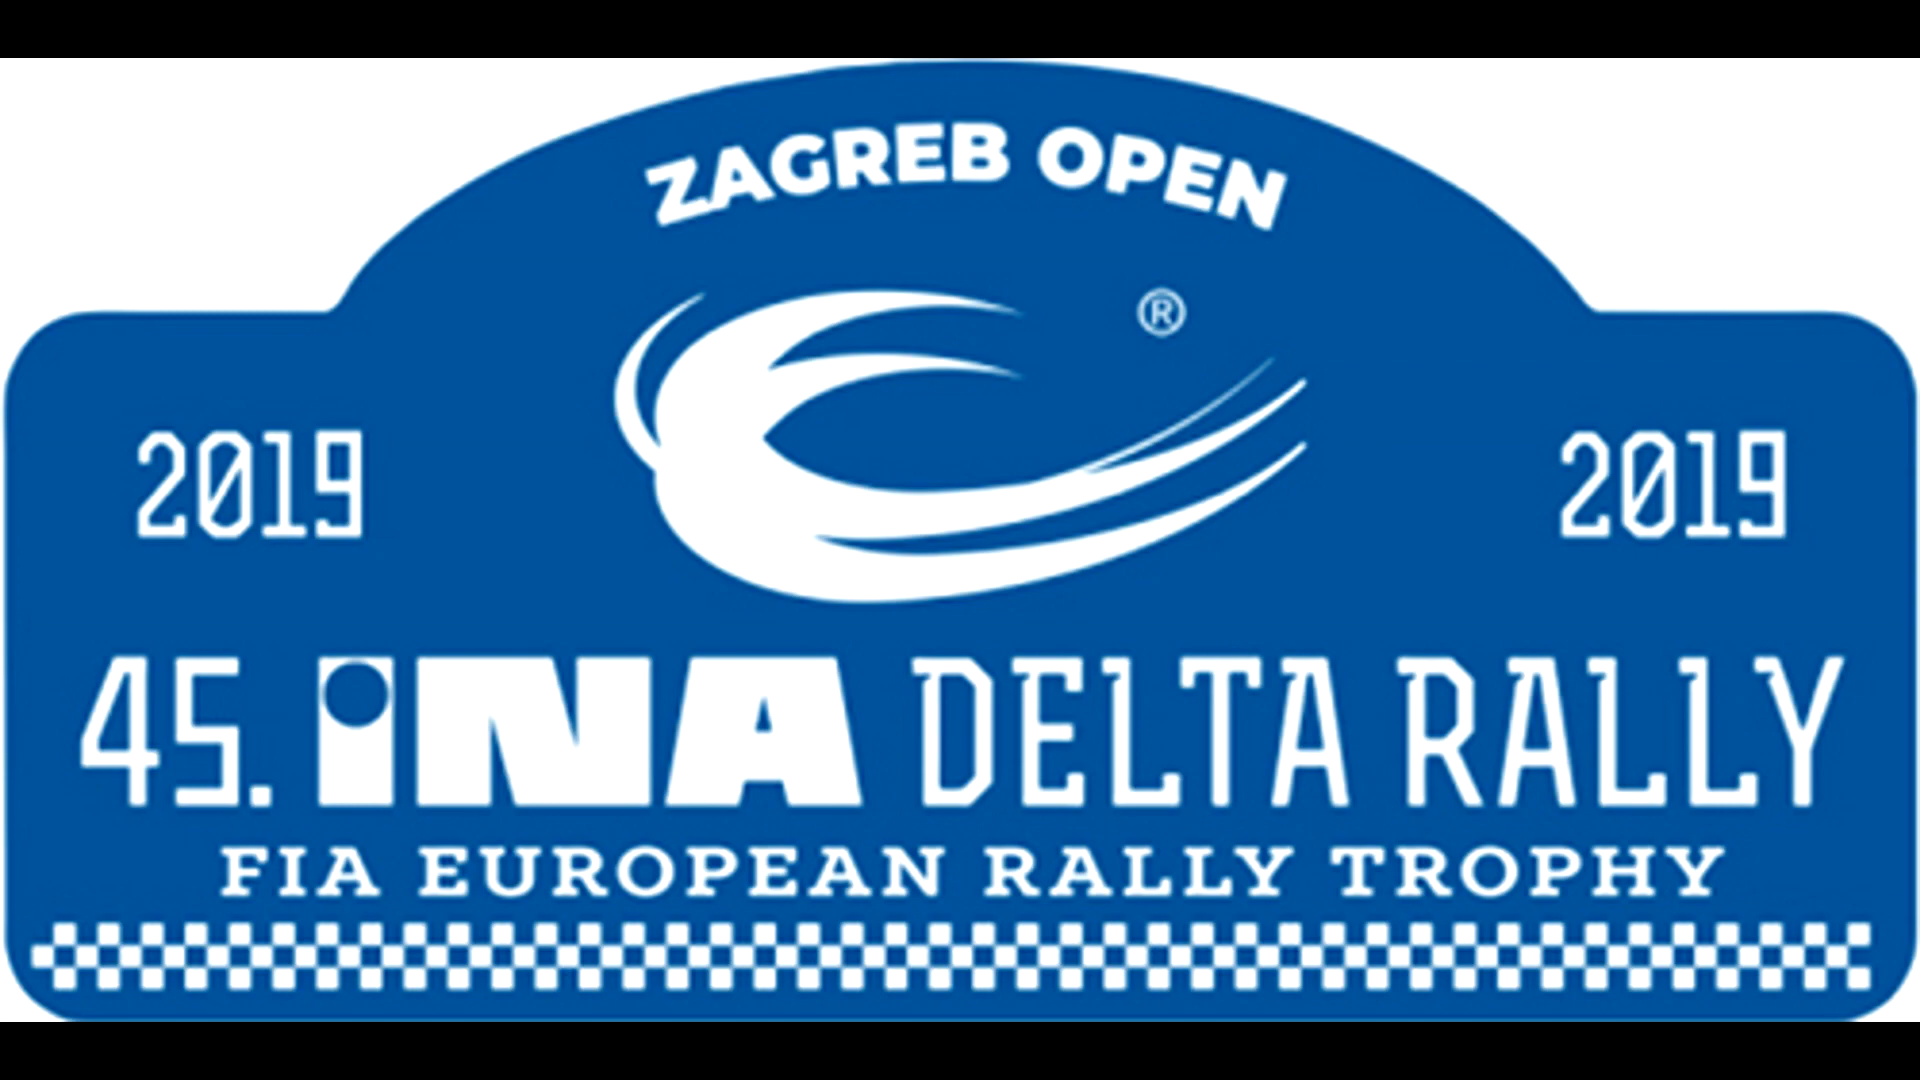 ZAGREB OPEN
®
2019 2019
45. iNA DELTA RALLY
FIA EUROPEAN RALLY TROPHY